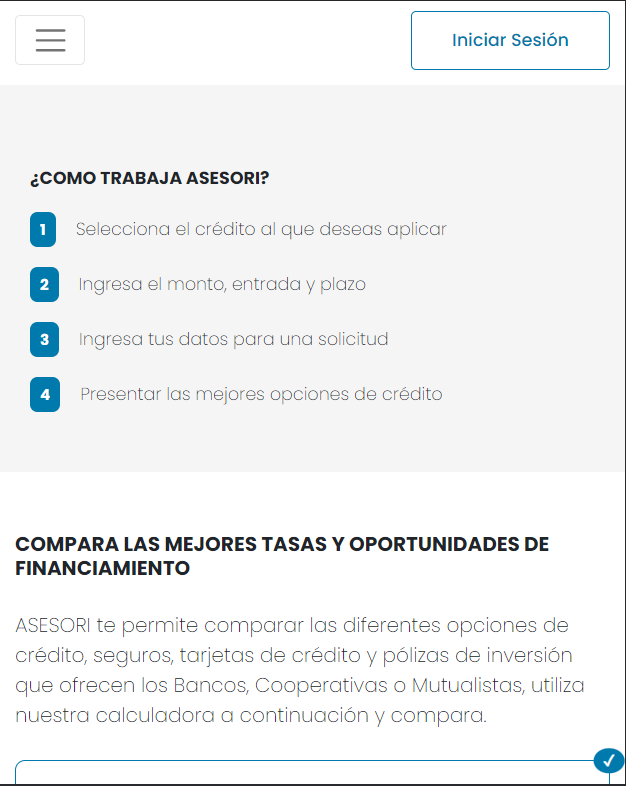 Iniciar Sesión
¿COMO TRABAJA ASESORI?
1 Selecciona el crédito al que deseas aplicar
2 Ingresa el monto, entrada y plazo
3 Ingresa tus datos para una solicitud
4 Presentar las mejores opciones de crédito
COMPARA LAS MEJORES TASAS Y OPORTUNIDADES DE
FINANCIAMIENTO
ASESORI te permite comparar las diferentes opciones de
crédito, seguros, tarjetas de crédito y pólizas de inversión
que ofrecen los Bancos, Cooperativas o Mutualistas, utiliza
nuestra calculadora a continuación y compara.